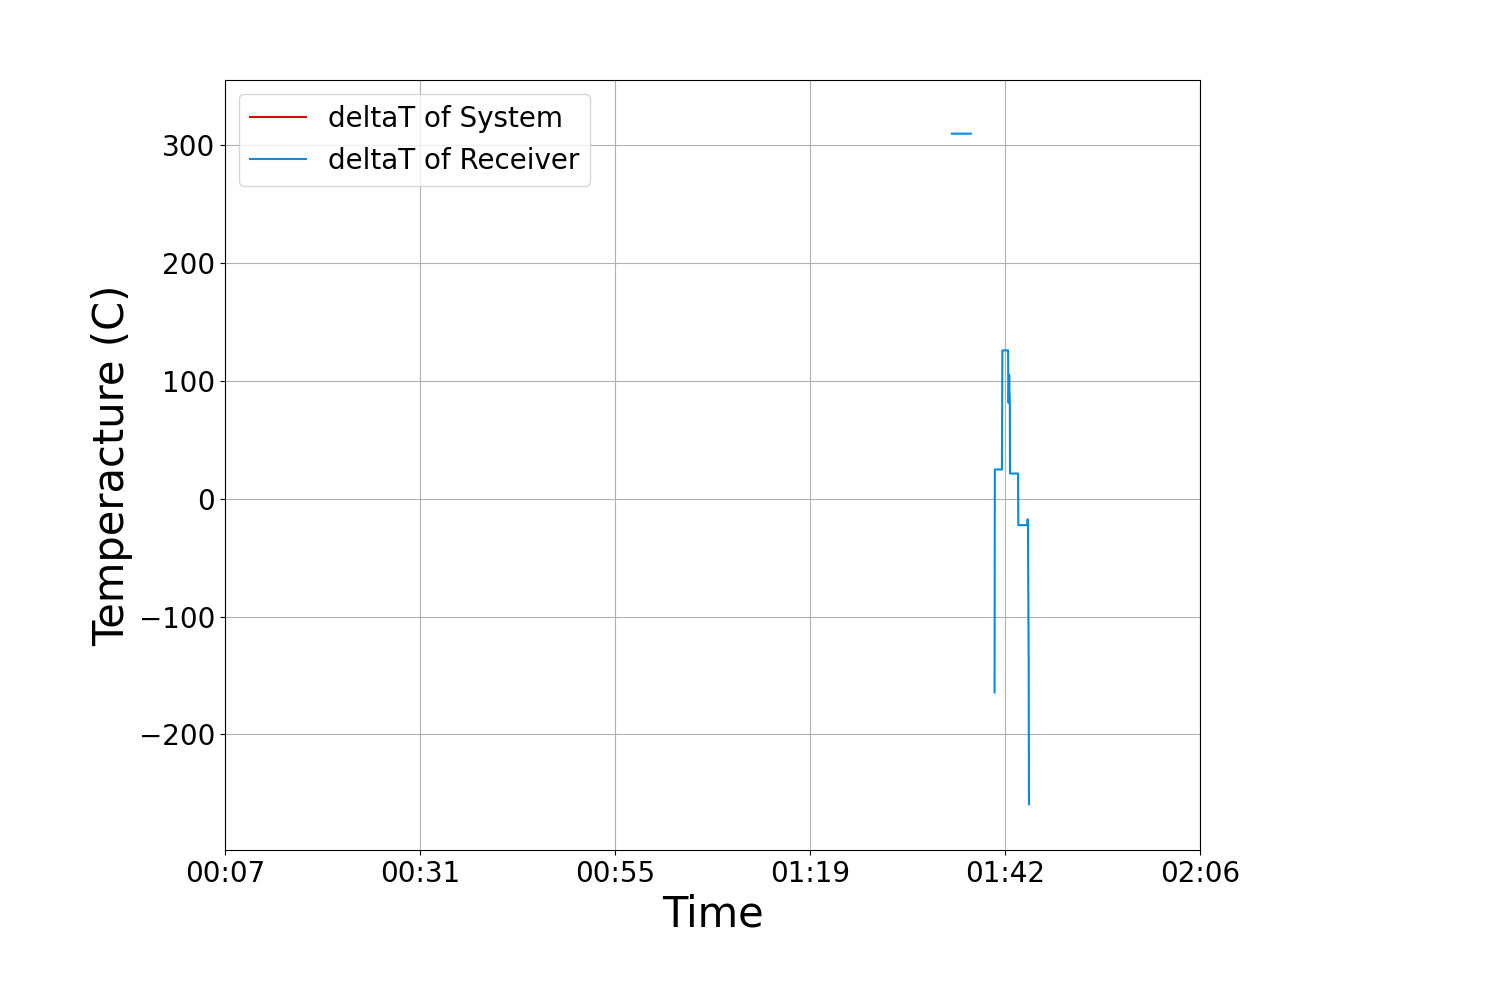 deltaT of System
deltaT of Receiver
300
200
100
0
−100
−200
Temperacture (C)
00:07 00:31 00:55 01:19 01:42 02:06
Time